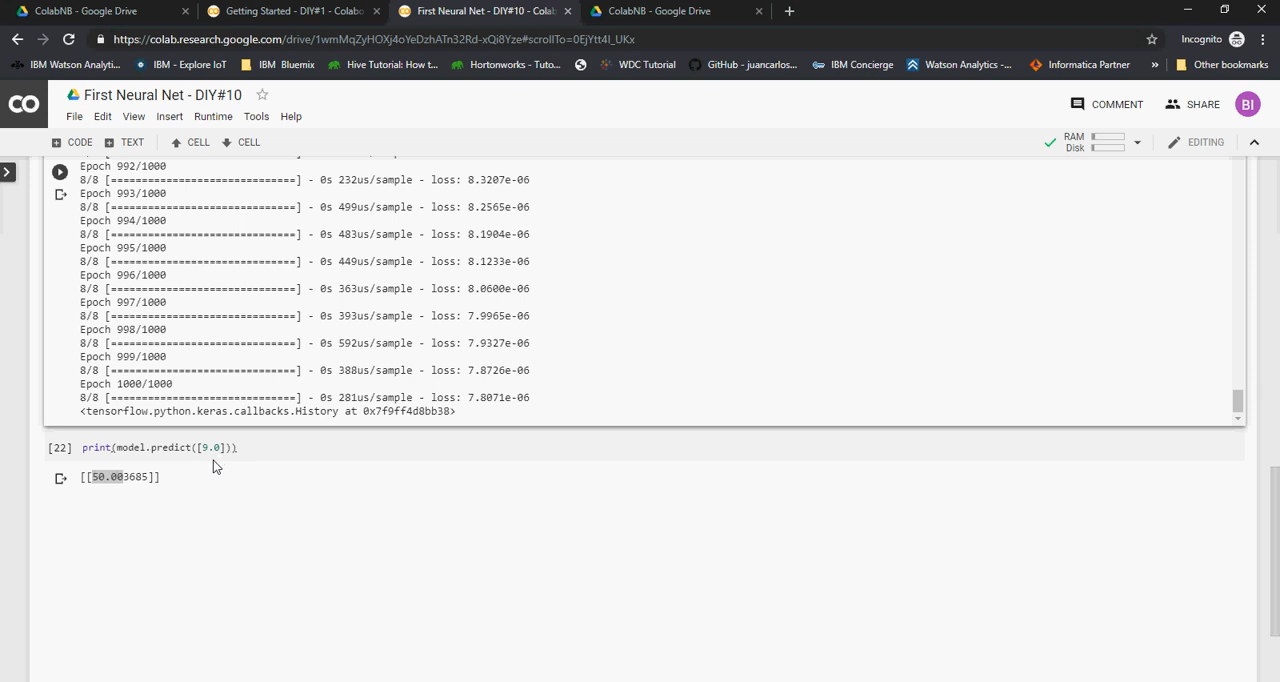 ColabNB - Google Drive
Getting Started - DIY#1 - Colabo
First Neural Net - DIY#10 - Colab
ColabNB - Google Drive
https://colab.research.google.com/drive/1wmMqZyHOXj4oYeDzhATn32Rd-xQi8Yze#scrollTo=0EjYtt4l_UKx
Incognito
IBM Watson Analyti...
IBM - Explore IoT
IBM Bluemix
Hive Tutorial: How t...
Hortonworks - Tuto...
WDC Tutorial
GitHub - juancarlos...
IBM Concierge
Watson Analytics -...
Informatica Partner
»
Other bookmarks
CO
First Neural Net - DIY#10
COMMENT
SHARE
BI
File Edit View Insert Runtime Tools Help
CODE TEXT CELL CELL
RAM
Disk
EDITING
Epoch 992/1000
8/8 [==============================] - 0s 232us/sample - loss: 8.3207e-06
Epoch 993/1000
8/8 [==============================] - 0s 499us/sample - loss: 8.2565e-06
Epoch 994/1000
8/8 [==============================] - 0s 483us/sample - loss: 8.1904e-06
Epoch 995/1000
8/8 [==============================] - 0s 449us/sample - loss: 8.1233e-06
Epoch 996/1000
8/8 [==============================] - 0s 363us/sample - loss: 8.0600e-06
Epoch 997/1000
8/8 [==============================] - 0s 393us/sample - loss: 7.9965e-06
Epoch 998/1000
8/8 [==============================] - 0s 592us/sample - loss: 7.9327e-06
Epoch 999/1000
8/8 [==============================] - 0s 388us/sample - loss: 7.8726e-06
Epoch 1000/1000
8/8 [==============================] - 0s 281us/sample - loss: 7.8071e-06
<tensorflow.python.keras.callbacks.History at 0x7f9ff4d8bb38>
[22] print(model.predict([9.0]))
[[50.003685]]